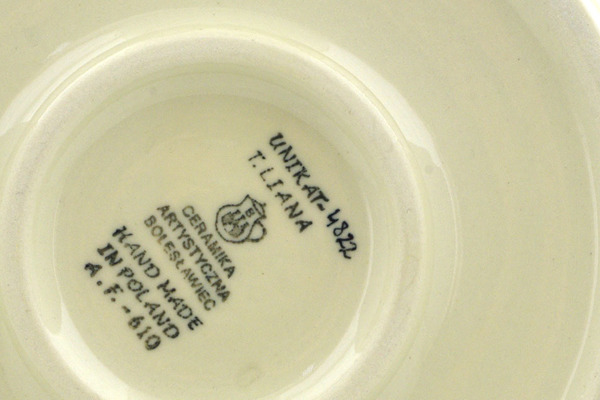 UNIKAT-4822
T. LIANA
CERAMIKA
ARTYSTYCZNA
BOLESŁAWIEC
HAND MADE
IN POLAND
A.F.-610